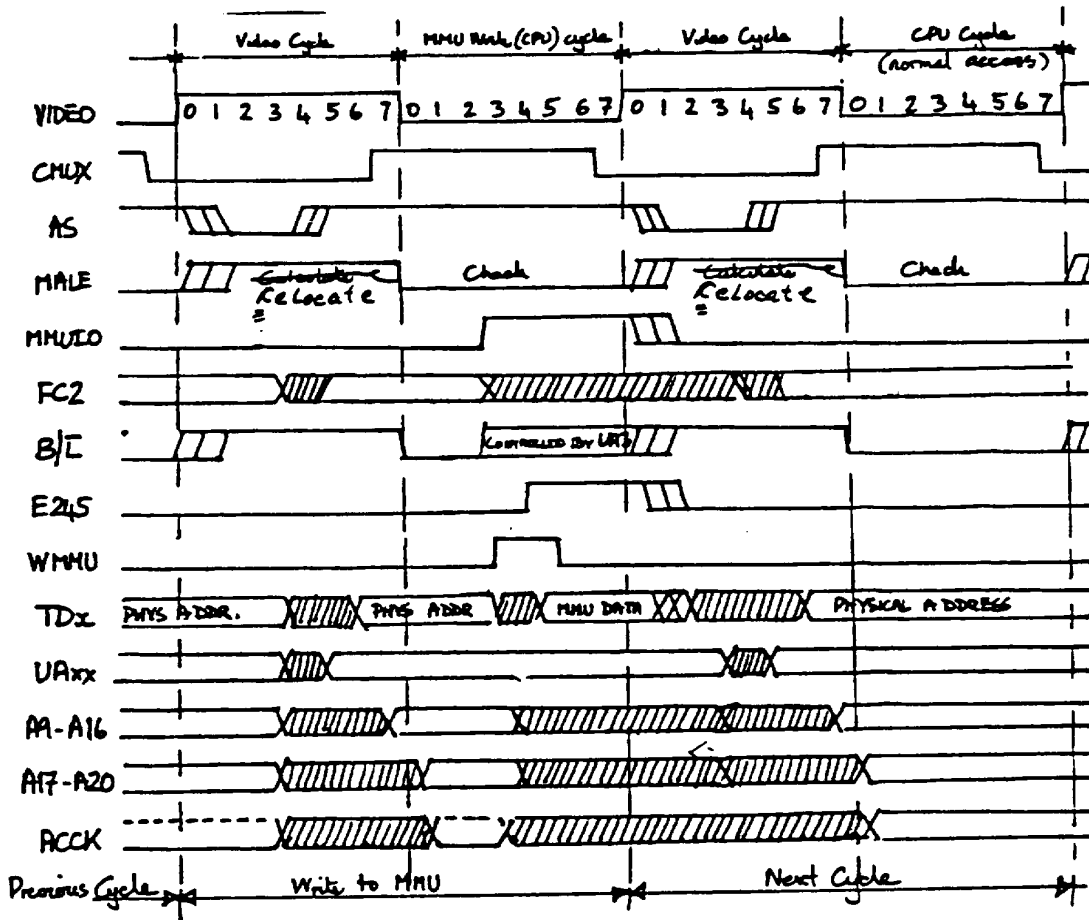 Video Cycle MMU Write (CPU) cycle Video Cycle CPU Cycle
(normal access)
VIDEO 0 1 2 3 4 5 6 7 0 1 2 3 4 5 6 7 0 1 2 3 4 5 6 7 0 1 2 3 4 5 6 7
CMUX
AS
MALE Calculate Check Calculate Check
Relocate Relocate
MMUIO
FC2
B/I CONTROLLED BY
E245
WMMU
TDx PHYS ADDR. PHYS ADDR MMU DATA PHYSICAL ADDRESS
UAxx
A9-A16
A17-A20
ACCK
Previous Cycle Write to MMU Next Cycle